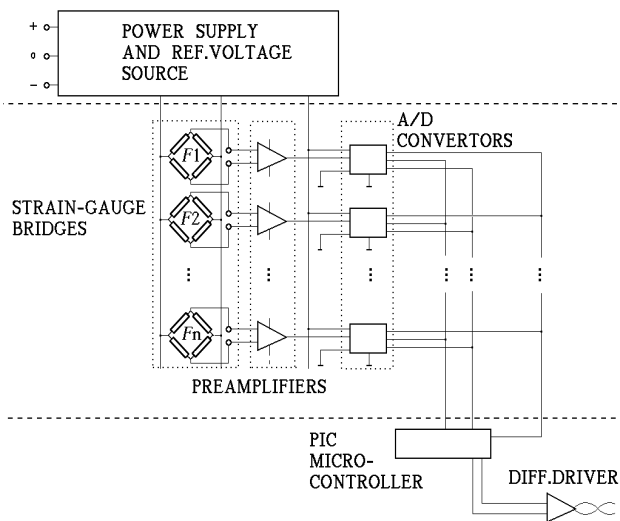 +
POWER SUPPLY
AND REF.VOLTAGE
SOURCE
0
−
A/D
CONVERTORS
F1
STRAIN-GAUGE
BRIDGES
F2
Fn
PREAMPLIFIERS
PIC
MICRO-
CONTROLLER
DIFF.DRIVER